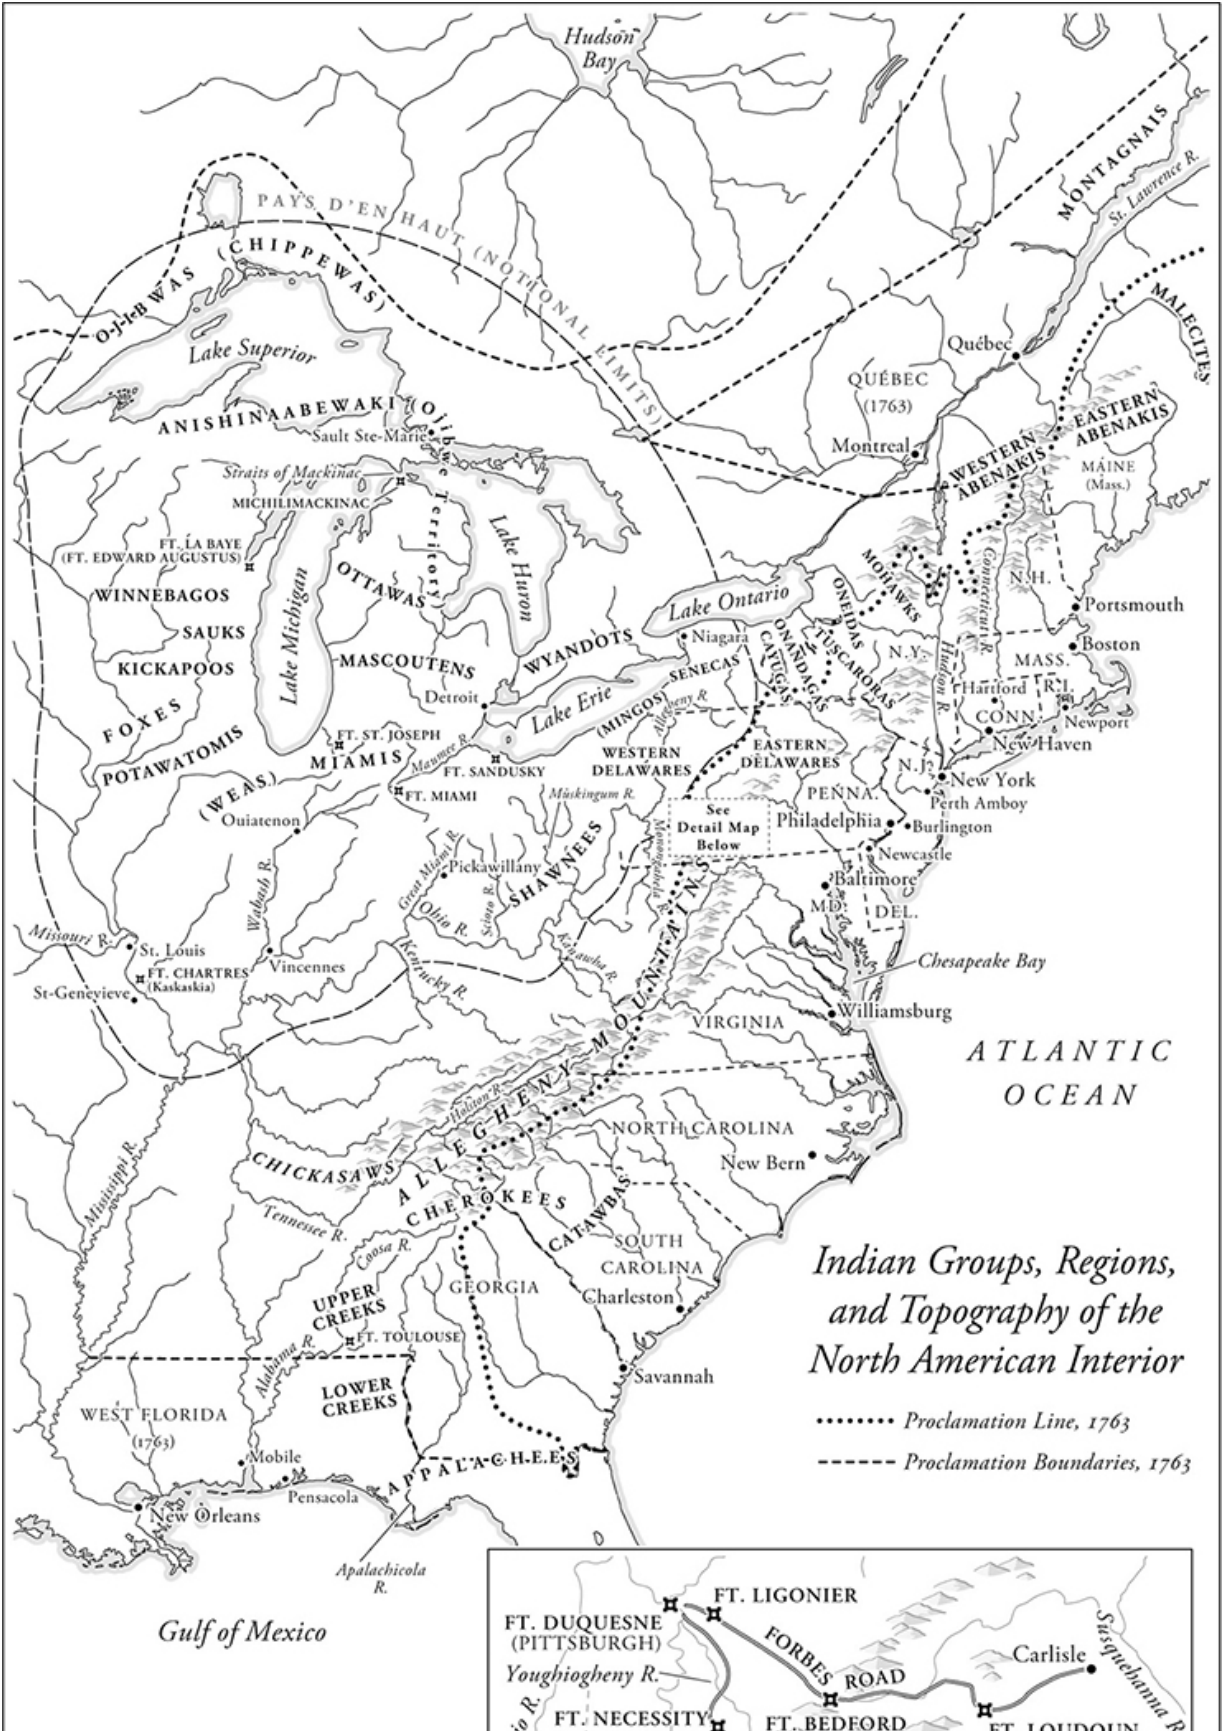 Hudson
Bay
MONTAGNAIS
St. Lawrence R.
PAYS D'EN HAUT (NOTIONAL LIMITS)
OJIBWAS (CHIPPEWAS)
MALECITES
Lake Superior
Québec
QUÉBEC
(1763)
ANISHINAABEWAKI (Ojibwe Territory)
EASTERN
ABENAKIS
Sault Ste-Marie
Montreal
WESTERN
ABENAKIS
MAINE
(Mass.)
Straits of Mackinac
MICHILIMACKINAC
FT. LA BAYE
(FT. EDWARD AUGUSTUS)
Lake Huron
MOHAWKS
Connecticut R.
N.H.
OTTAWAS
WINNEBAGOS
Lake Michigan
Lake Ontario
ONEIDAS
Portsmouth
SAUKS
WYANDOTS
Niagara
ONONDAGAS
CAYUGAS
TUSCARORAS
N.Y.
Hudson R.
Boston
KICKAPOOS
MASCOUTENS
SENECAS
MASS.
Detroit
Lake Erie
(MINGOS)
Allegheny R.
Hartford
R.I.
FOXES
CONN.
Newport
FT. ST. JOSEPH
New Haven
POTAWATOMIS
MIAMIS
Maumee R.
WESTERN
DELAWARES
EASTERN
DELAWARES
FT. SANDUSKY
N.J.
New York
(WEAS)
FT. MIAMI
Muskingum R.
PENNA.
Perth Amboy
Ouiatenon
See
Detail Map
Below
Philadelphia
Burlington
Monongahela R.
Newcastle
Great Miami R.
Pickawillany
SHAWNEES
Baltimore
Wabash R.
Ohio R.
Scioto R.
MD.
DEL.
Missouri R.
St. Louis
Kanawha R.
Chesapeake Bay
FT. CHARTRES
(Kaskaskia)
Vincennes
Kentucky R.
St-Genevieve
Williamsburg
VIRGINIA
ATLANTIC
OCEAN
ALLEGHENY MOUNTAINS
Holston R.
NORTH CAROLINA
New Bern
CHICKASAWS
Mississippi R.
CHEROKEES
CATAWBAS
Tennessee R.
Coosa R.
SOUTH
CAROLINA
GEORGIA
Charleston
UPPER
CREEKS
FT. TOULOUSE
Alabama R.
Savannah
LOWER
CREEKS
WEST FLORIDA
(1763)
Mobile
APPALACHEES
Pensacola
New Orleans
Apalachicola
R.
Gulf of Mexico
Indian Groups, Regions,
and Topography of the
North American Interior
Proclamation Line, 1763
Proclamation Boundaries, 1763
FT. LIGONIER
FT. DUQUESNE
(PITTSBURGH)
FORBES ROAD
Carlisle
Susquehanna R.
Youghiogheny R.
FT. NECESSITY
FT. BEDFORD
FT. LOUDOUN